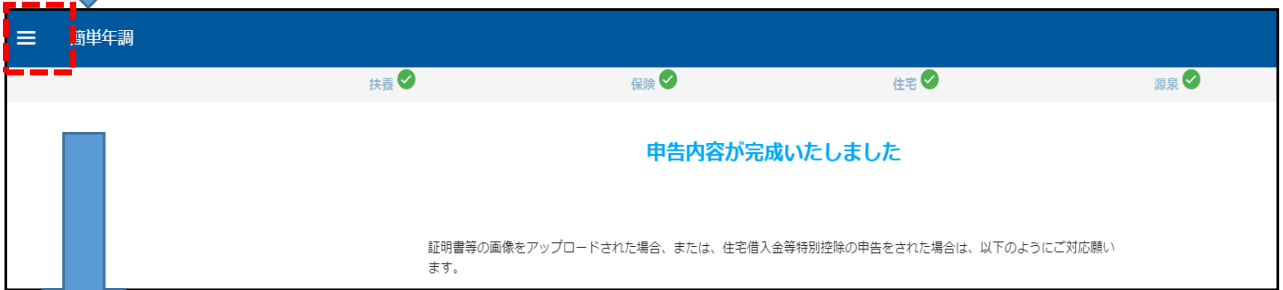 簡単年調
扶養 保険 住宅 源泉
申告内容が完成いたしました
証明書等の画像をアップロードされた場合、または、住宅借入金等特別控除の申告をされた場合は、以下のようにご対応願い
ます。